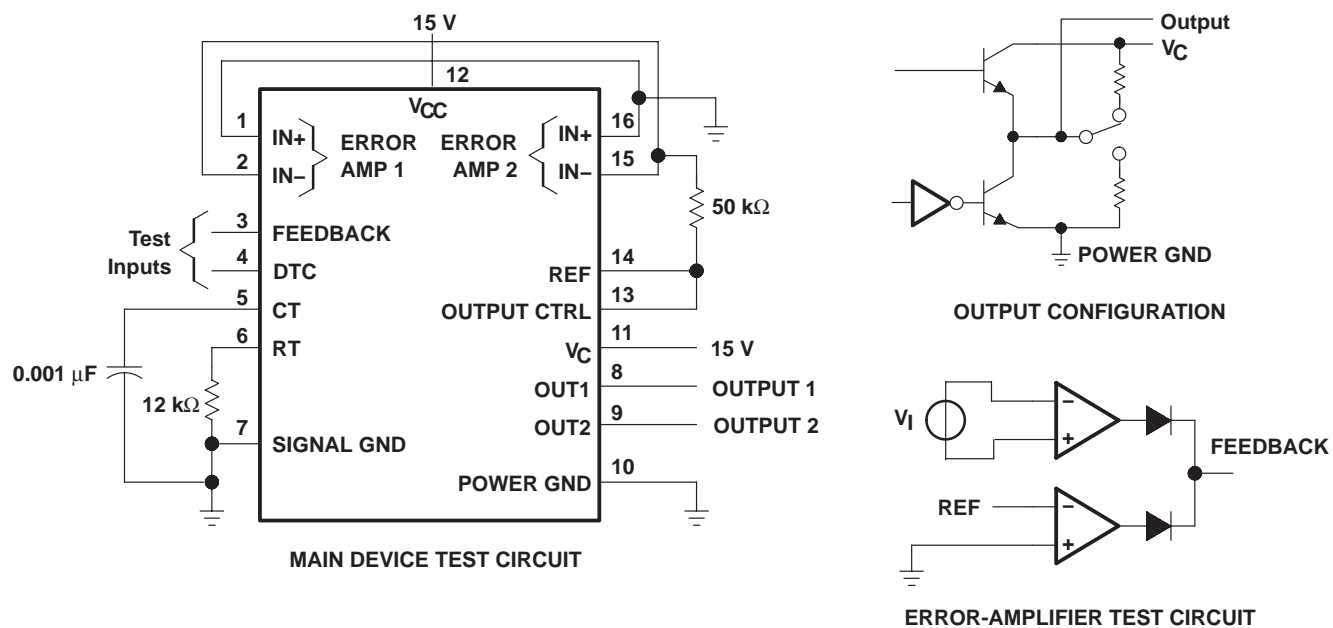 15 V
12
VCC
1
IN+
2
IN−
ERROR
AMP 1
ERROR
AMP 2
IN+
16
IN−
15
50 kΩ
Test
Inputs
3
FEEDBACK
4
DTC
5
CT
6
RT
0.001 µF
12 kΩ
7
SIGNAL GND
REF
14
OUTPUT CTRL
13
VC
11
15 V
OUT1
8
OUTPUT 1
OUT2
9
OUTPUT 2
POWER GND
10
MAIN DEVICE TEST CIRCUIT
Output
VC
POWER GND
OUTPUT CONFIGURATION
VI
−
+
FEEDBACK
REF
−
+
ERROR-AMPLIFIER TEST CIRCUIT